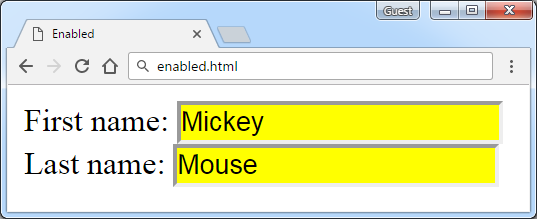 Guest
Enabled
enabled.html
First name: Mickey
Last name: Mouse